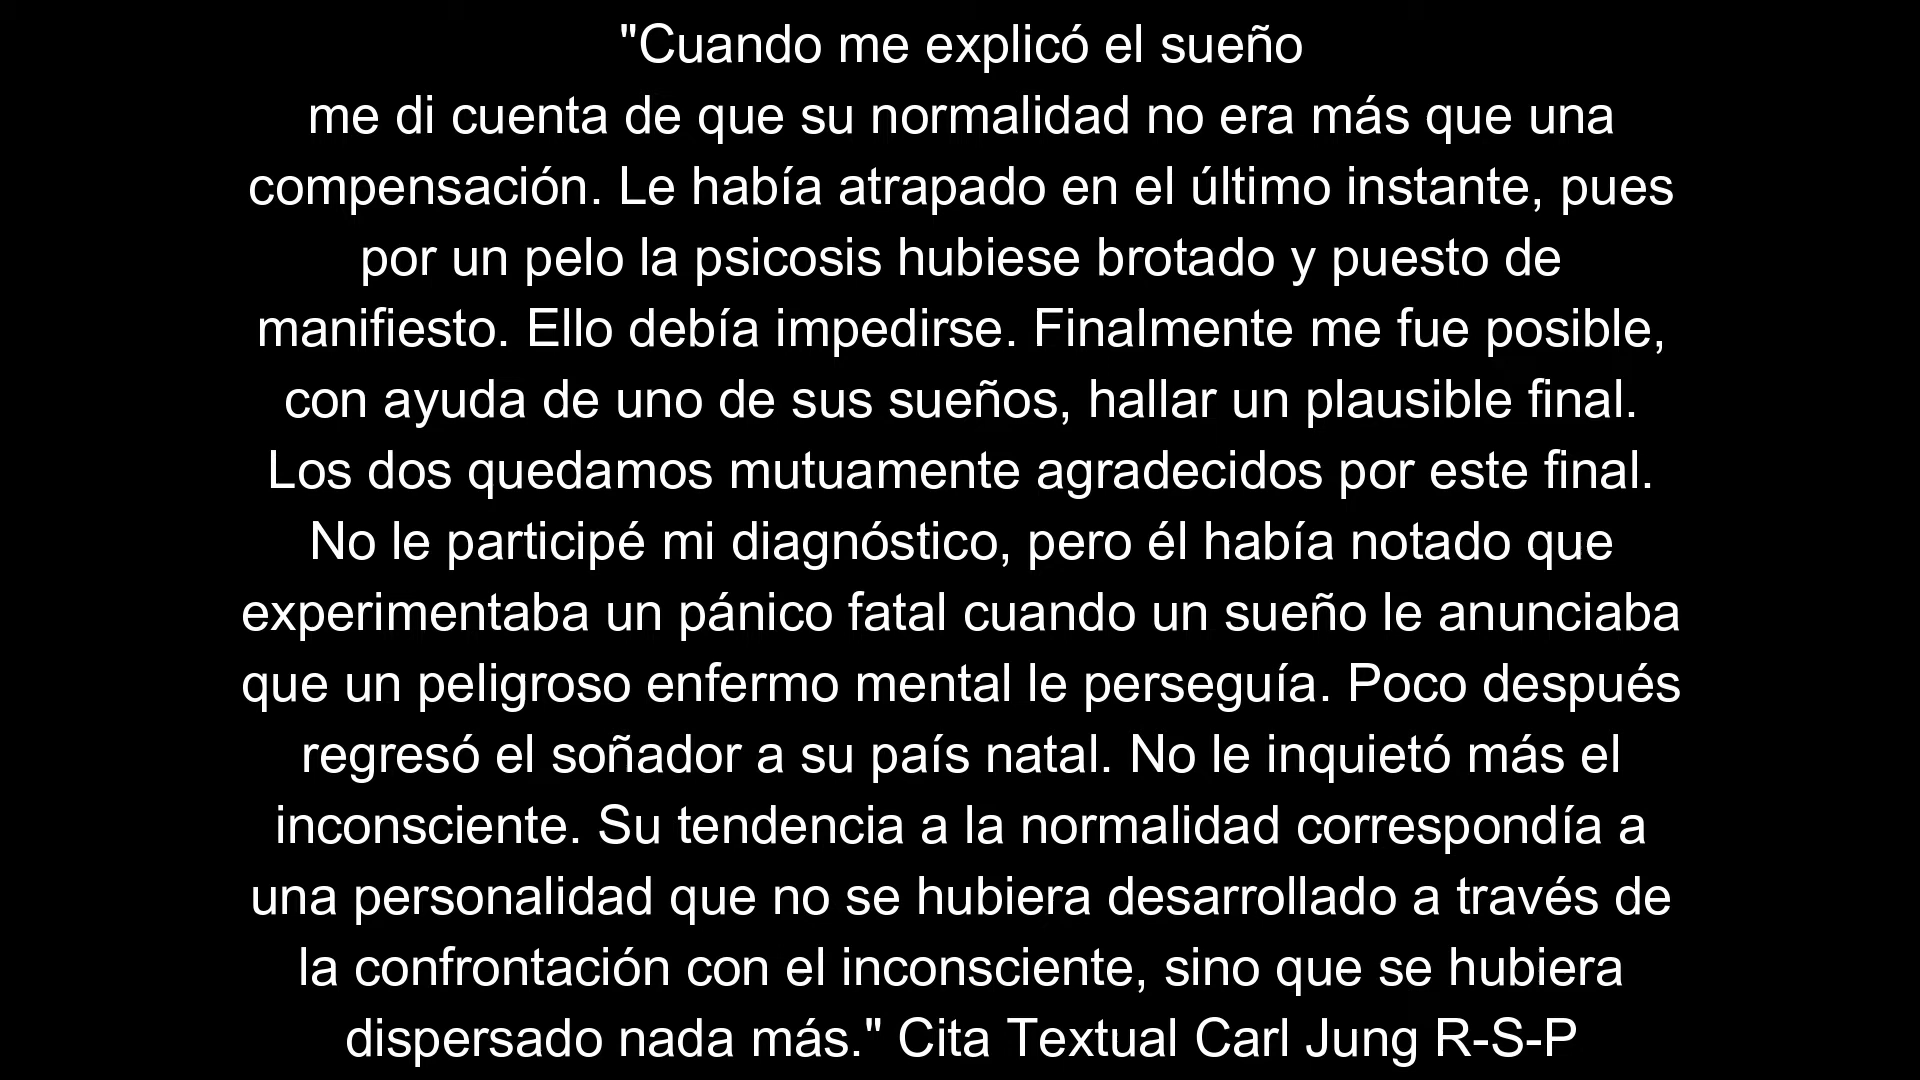 "Cuando me explicó el sueño
me di cuenta de que su normalidad no era más que una
compensación. Le había atrapado en el último instante, pues
por un pelo la psicosis hubiese brotado y puesto de
manifiesto. Ello debía impedirse. Finalmente me fue posible,
con ayuda de uno de sus sueños, hallar un plausible final.
Los dos quedamos mutuamente agradecidos por este final.
No le participé mi diagnóstico, pero él había notado que
experimentaba un pánico fatal cuando un sueño le anunciaba
que un peligroso enfermo mental le perseguía. Poco después
regresó el soñador a su país natal. No le inquietó más el
inconsciente. Su tendencia a la normalidad correspondía a
una personalidad que no se hubiera desarrollado a través de
la confrontación con el inconsciente, sino que se hubiera
dispersado nada más." Cita Textual Carl Jung R-S-P